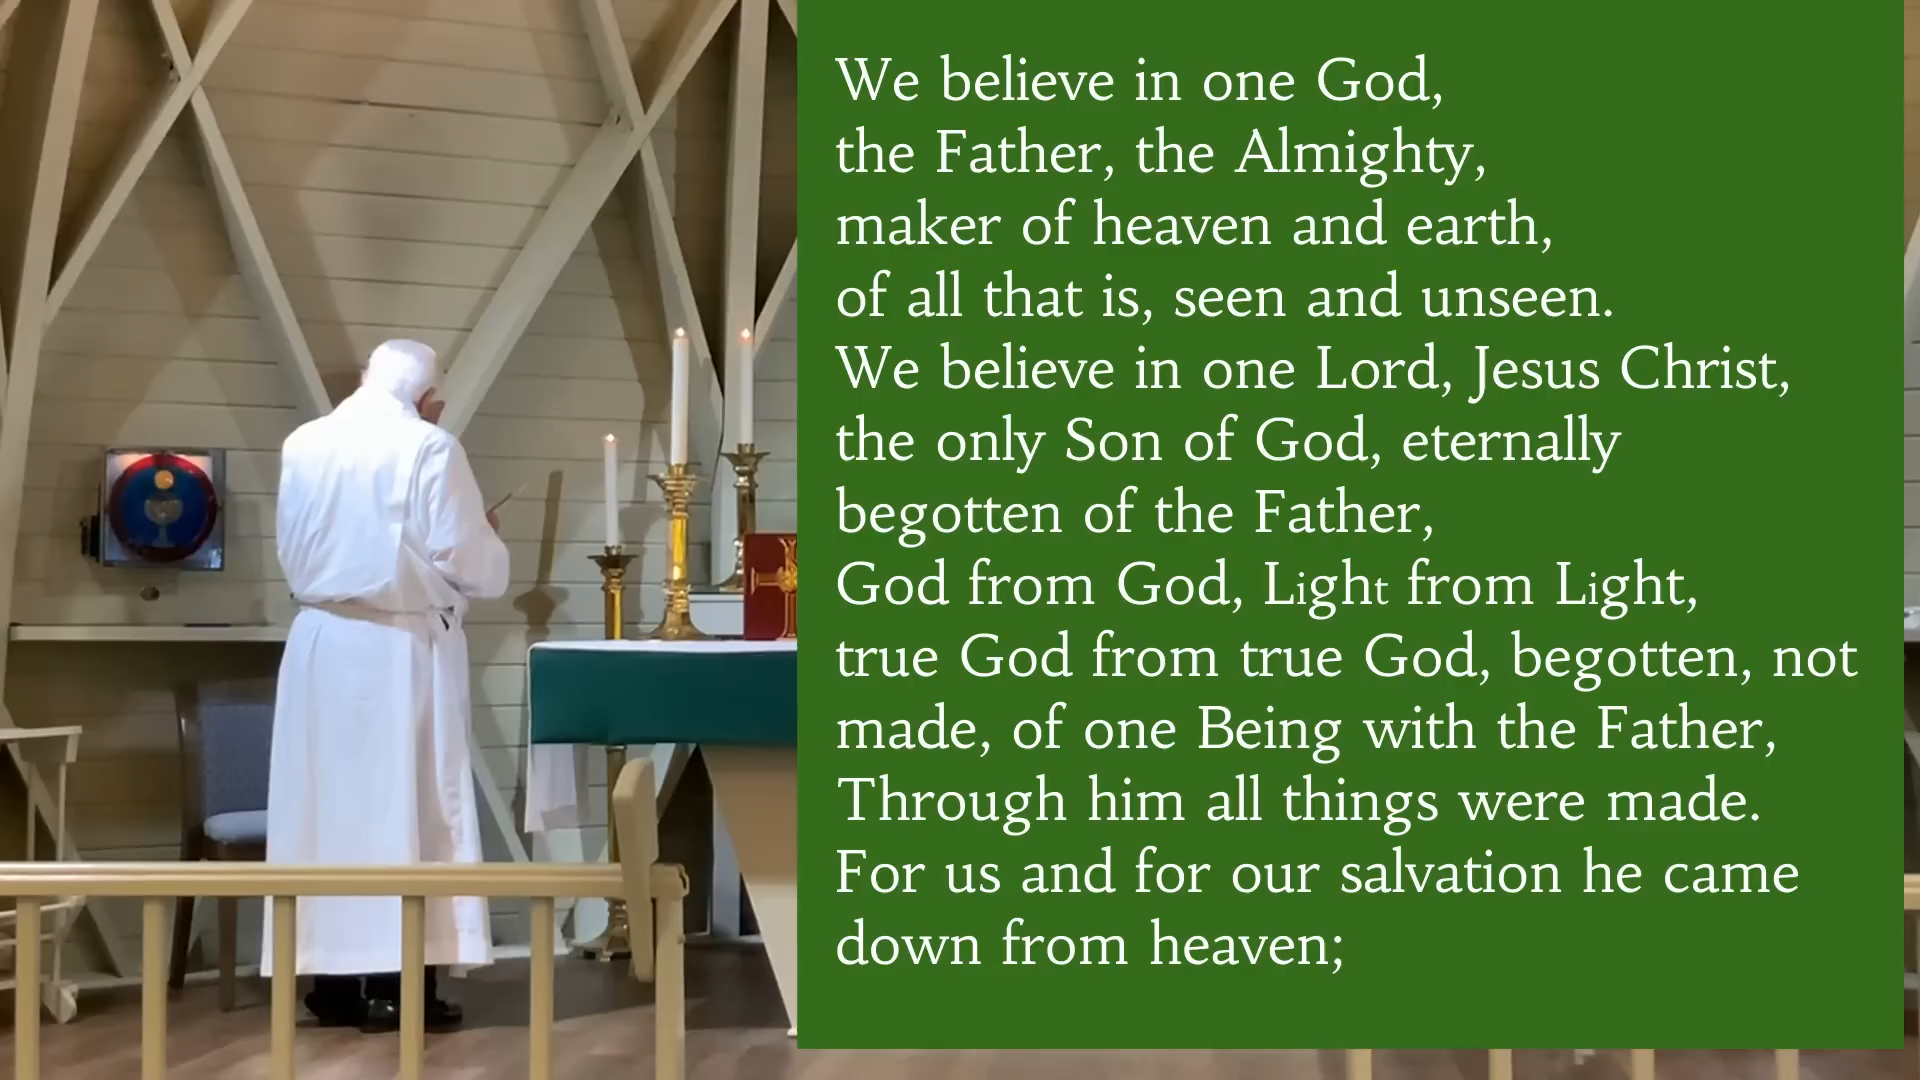 We believe in one God,
the Father, the Almighty,
maker of heaven and earth,
of all that is, seen and unseen.
We believe in one Lord, Jesus Christ,
the only Son of God, eternally
begotten of the Father,
God from God, Light from Light,
true God from true God, begotten, not
made, of one Being with the Father,
Through him all things were made.
For us and for our salvation he came
down from heaven;